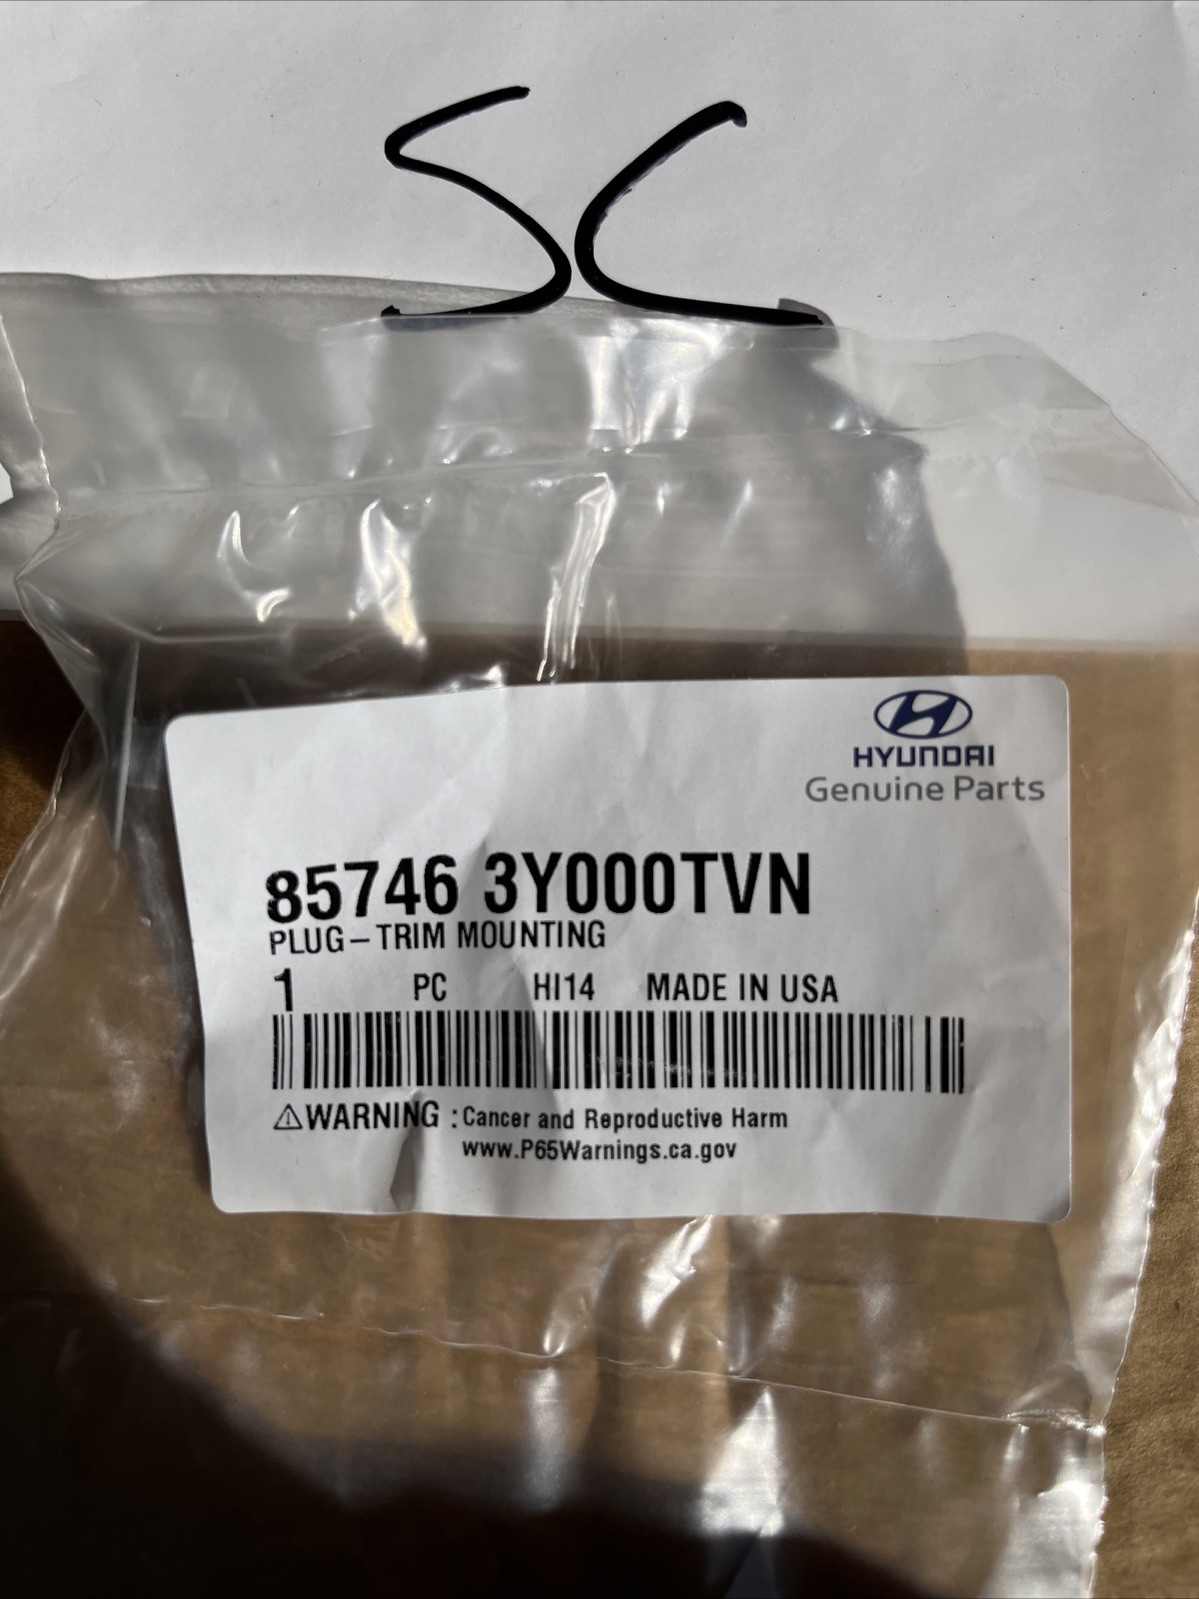 SC
HYUNDAI
Genuine Parts
85746 3Y000TVN
PLUG-TRIM MOUNTING
1 PC HI14 MADE IN USA
⚠WARNING : Cancer and Reproductive Harm
www.P65Warnings.ca.gov